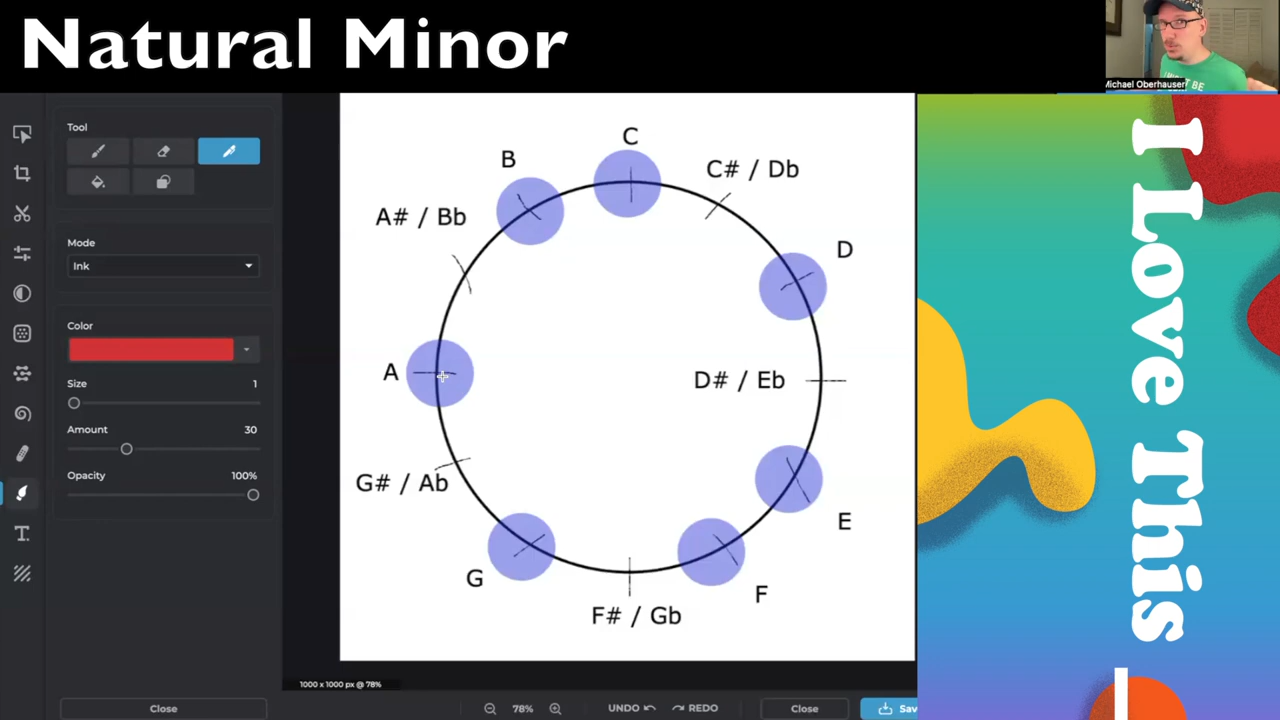 Natural Minor
Michael Oberhauser
Tool
Mode
Ink
Color
Size 1
Amount 30
Opacity 100%
C
B
C# / Db
A# / Bb
D
A
D# / Eb
G# / Ab
E
G
F
F# / Gb
I Love This
1000 x 1000 px @ 78%
Close
78%
UNDO
REDO
Close